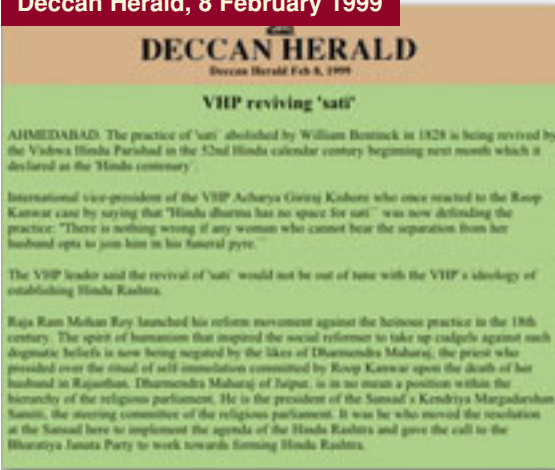 Deccan Herald, 8 February 1999
DECCAN HERALD
Deccan Herald Feb 8, 1999
VHP reviving 'sati'
AHMEDABAD. The practice of 'sati' abolished by William Bentinck in 1828 is being revived by
the Vishwa Hindu Parishad in the 52nd Hindu calendar century beginning next month which it
declared as the 'Hindu centenary'.
International vice-president of the VHP Acharya Giriraj Kishore who once reacted to the Roop
Kanwar case by saying that "Hindu dharma has no space for sati" was now defending the
practice: "There is nothing wrong if any woman who cannot bear the separation from her
husband opts to join him in his funeral pyre."
The VHP leader said the revival of 'sati' would not be out of tune with the VHP's ideology of
establishing Hindu Rashtra.
Raja Ram Mohan Roy launched his reform movement against the heinous practice in the 18th
century. The spirit of humanism that inspired the social reformer to take up cudgels against such
dogmatic beliefs is now being negated by the likes of Dharmendra Maharaj, the priest who
presided over the ritual of self-immolation committed by Roop Kanwar upon the death of her
husband in Rajasthan. Dharmendra Maharaj of Jaipur, is in no mean a position within the
hierarchy of the religious parliament. He is the president of the Sansad's Kendriya Margadarshan
Samiti, the steering committee of the religious parliament. It was he who moved the resolution
at the Sansad here to implement the agenda of the Hindu Rashtra and gave the call to the
Bharatiya Janata Party to work towards forming Hindu Rashtra.